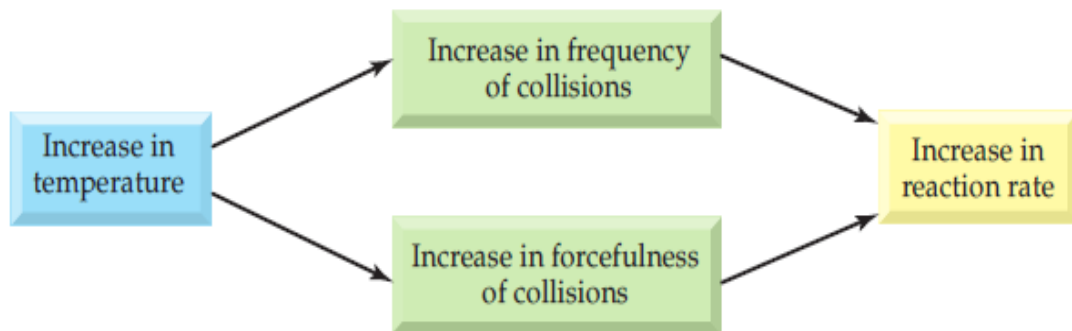 Increase in
temperature
Increase in frequency
of collisions
Increase in forcefulness
of collisions
Increase in
reaction rate